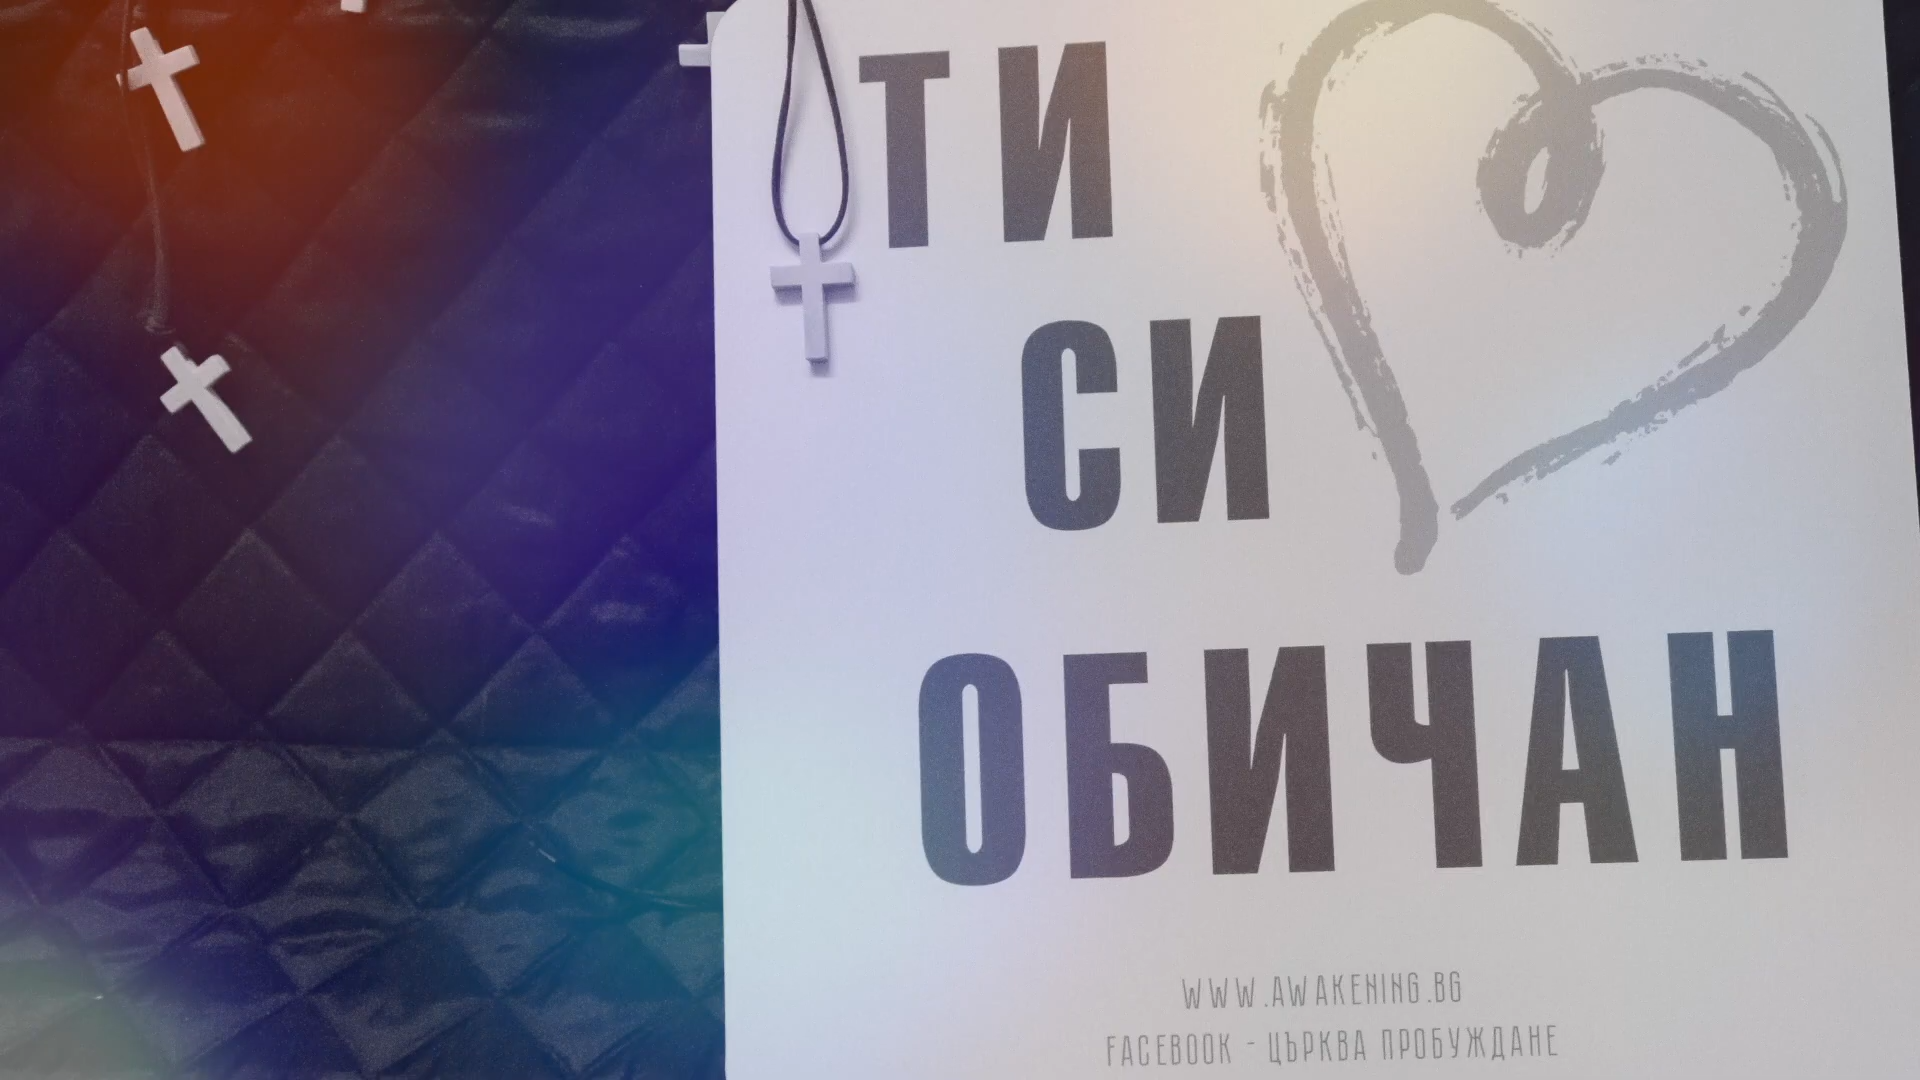 ТИ
СИ
ОБИЧАН
WWW.AWAKENING.BG
FACEBOOK - ЦЪРКВА ПРОБУЖДАНЕ